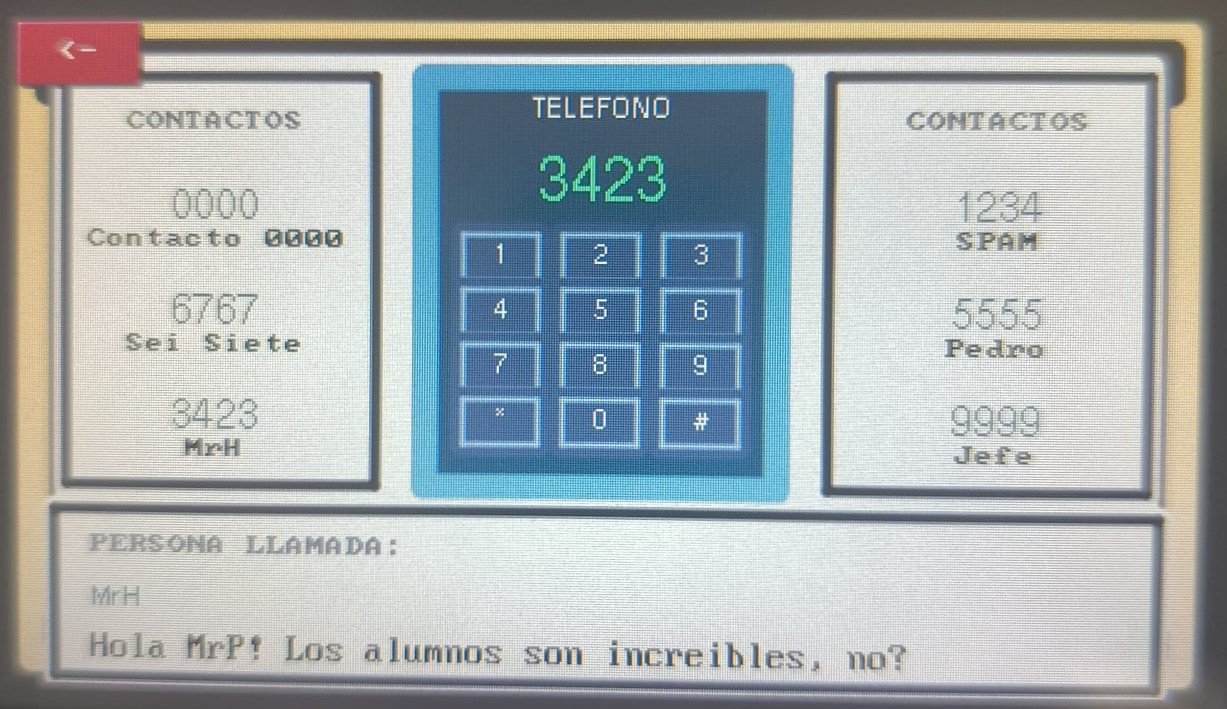 <-
CONTACTOS
0000
Contacto 0000
6767
Sei Siete
3423
MrH
TELEFONO
3423
1 2 3
4 5 6
7 8 9
* 0 #
CONTACTOS
1234
SPAM
5555
Pedro
9999
Jefe
PERSONA LLAMADA:
MrH
Hola MrP! Los alumnos son increibles, no?